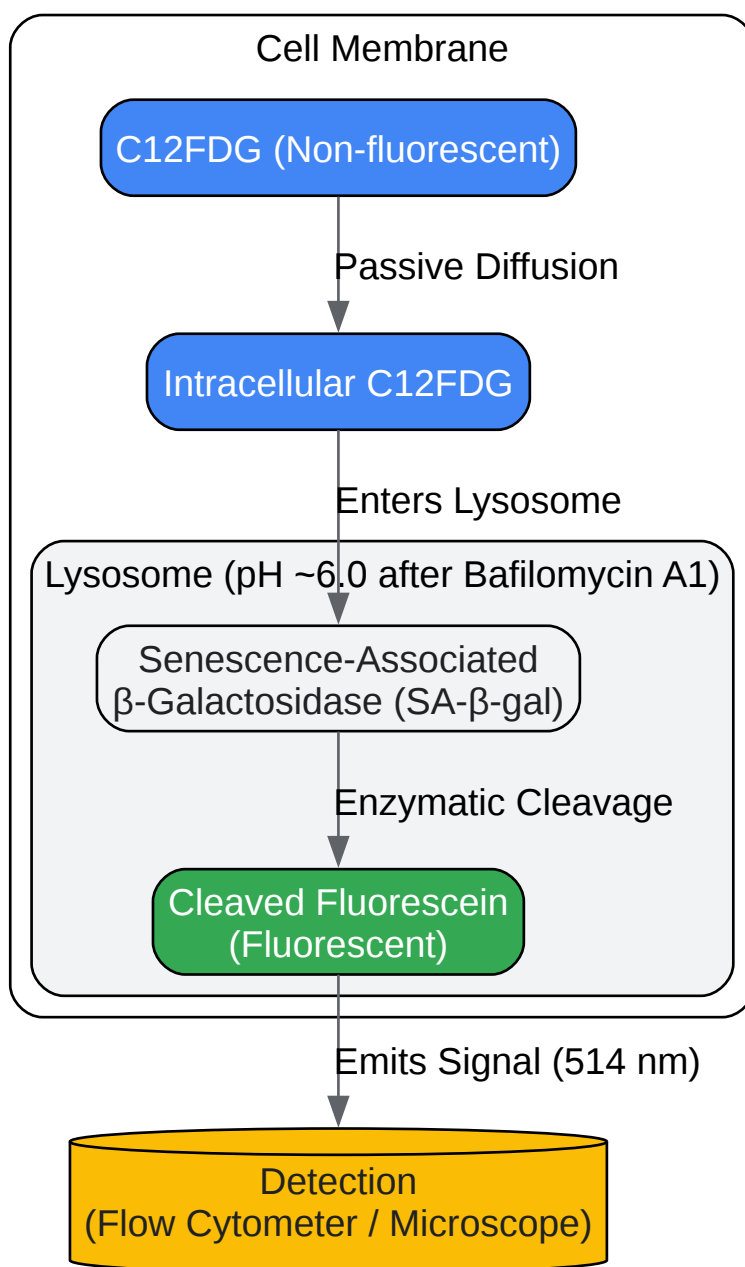 Cell Membrane
C12FDG (Non-fluorescent)
Passive Diffusion
Intracellular C12FDG
Enters Lysosome
Lysosome (pH ~6.0 after Bafilomycin A1)
Senescence-Associated
β-Galactosidase (SA-β-gal)
Enzymatic Cleavage
Cleaved Fluorescein
(Fluorescent)
Emits Signal (514 nm)
Detection
(Flow Cytometer / Microscope)